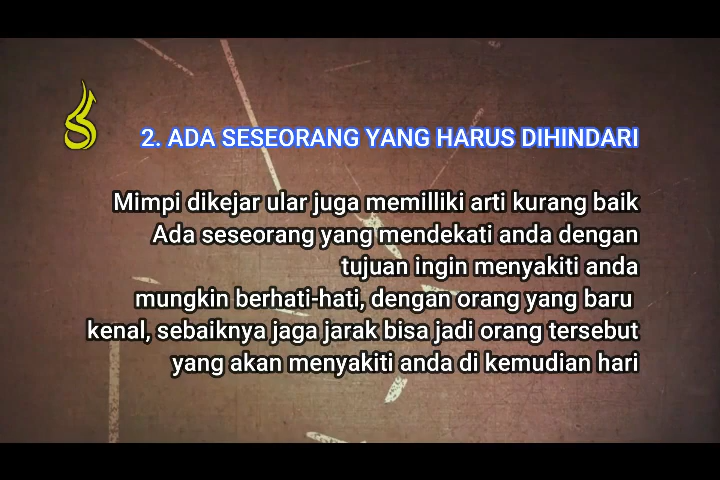 2. ADA SESEORANG YANG HARUS DIHINDARI
Mimpi dikejar ular juga memilliki arti kurang baik
Ada seseorang yang mendekati anda dengan
tujuan ingin menyakiti anda
mungkin berhati-hati, dengan orang yang baru
kenal, sebaiknya jaga jarak bisa jadi orang tersebut
yang akan menyakiti anda di kemudian hari